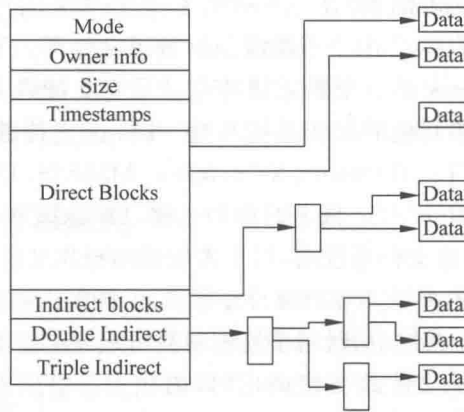 Mode
Owner info
Size
Timestamps
Direct Blocks
Indirect blocks
Double Indirect
Triple Indirect
Data
Data
Data
Data
Data
Data
Data
Data